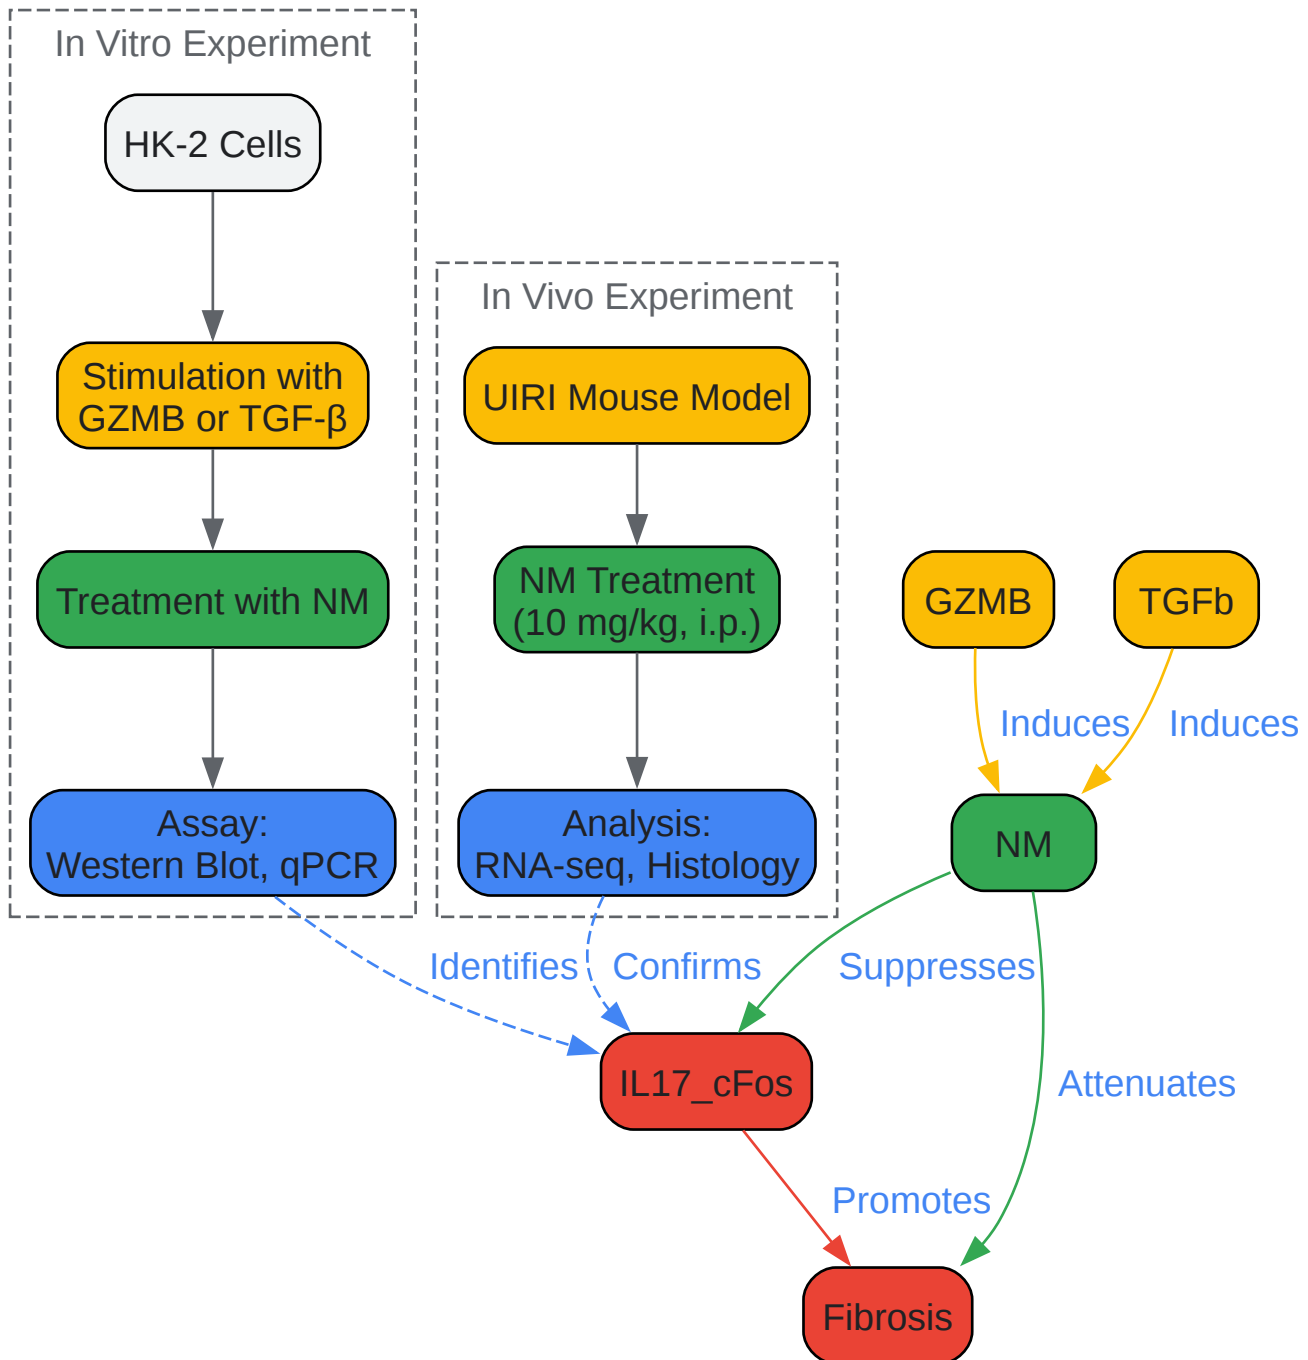 In Vitro Experiment
HK-2 Cells
Stimulation with
GZMB or TGF-β
Treatment with NM
Assay:
Western Blot, qPCR
In Vivo Experiment
UIRI Mouse Model
NM Treatment
(10 mg/kg, i.p.)
Analysis:
RNA-seq, Histology
GZMB
TGFb
Induces
Induces
NM
Identifies
Confirms
Suppresses
IL17_cFos
Attenuates
Promotes
Fibrosis